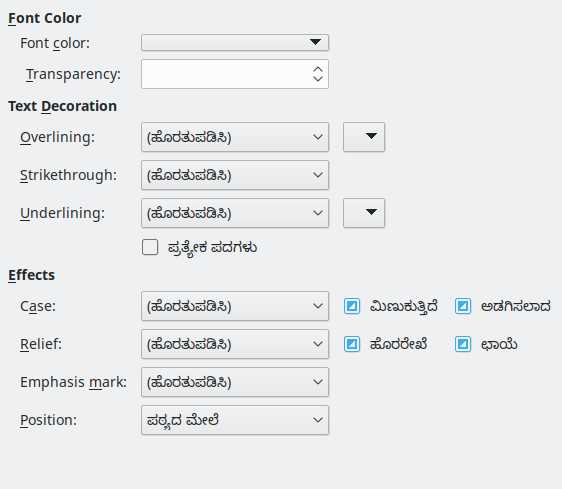 Font Color
Font color:
Transparency:
Text Decoration
Overlining: (ಹೊರತುಪಡಿಸಿ)
Strikethrough: (ಹೊರತುಪಡಿಸಿ)
Underlining: (ಹೊರತುಪಡಿಸಿ)
ಪ್ರತ್ಯೇಕ ಪದಗಳು
Effects
Case: (ಹೊರತುಪಡಿಸಿ) ಮಿಣುಕುತ್ತಿದೆ ಅಡಗಿಸಲಾದ
Relief: (ಹೊರತುಪಡಿಸಿ) ಹೊರರೇಖೆ ಛಾಯೆ
Emphasis mark: (ಹೊರತುಪಡಿಸಿ)
Position: ಪಠ್ಯದ ಮೇಲೆ